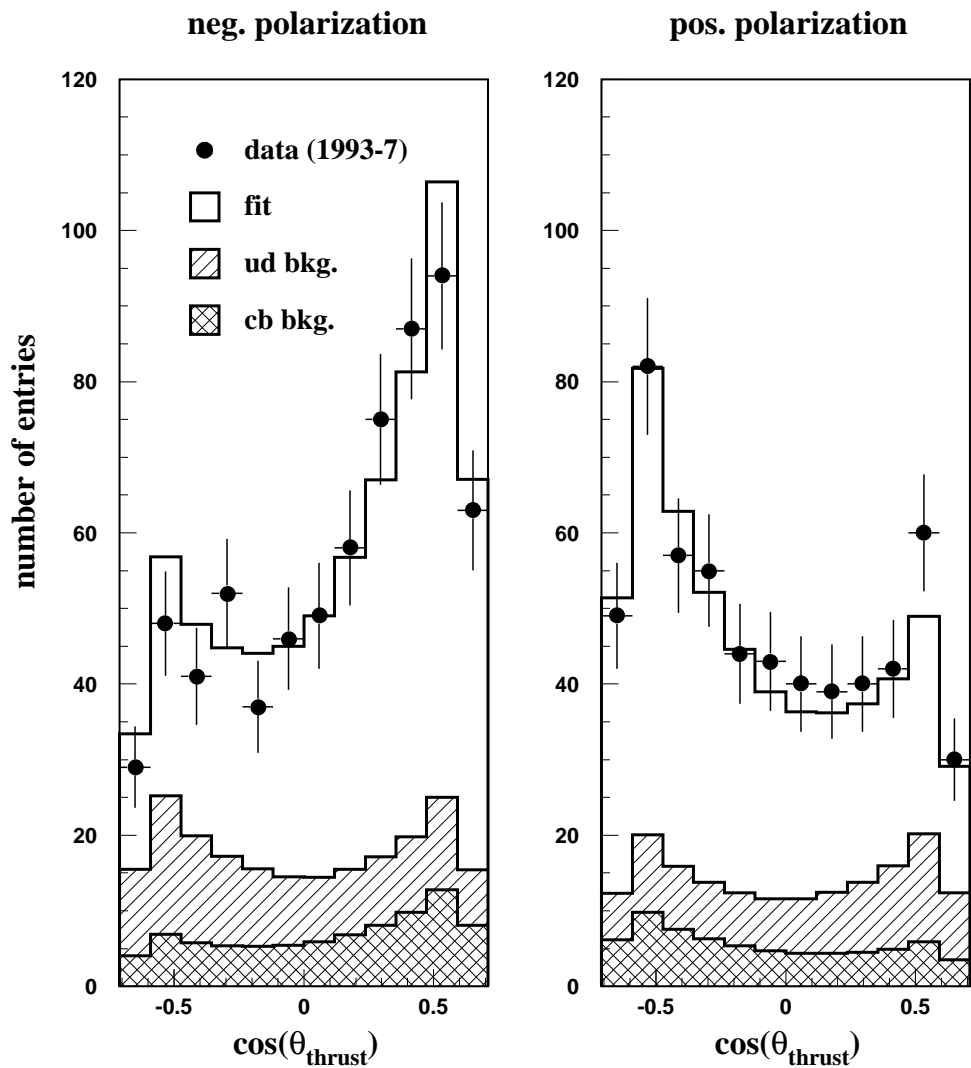 neg. polarization
pos. polarization
number of entries
120
100
80
60
40
20
0
data (1993-7)
fit
ud bkg.
cb bkg.
-0.5 0 0.5
cos(θthrust)
120
100
80
60
40
20
0
-0.5 0 0.5
cos(θthrust)